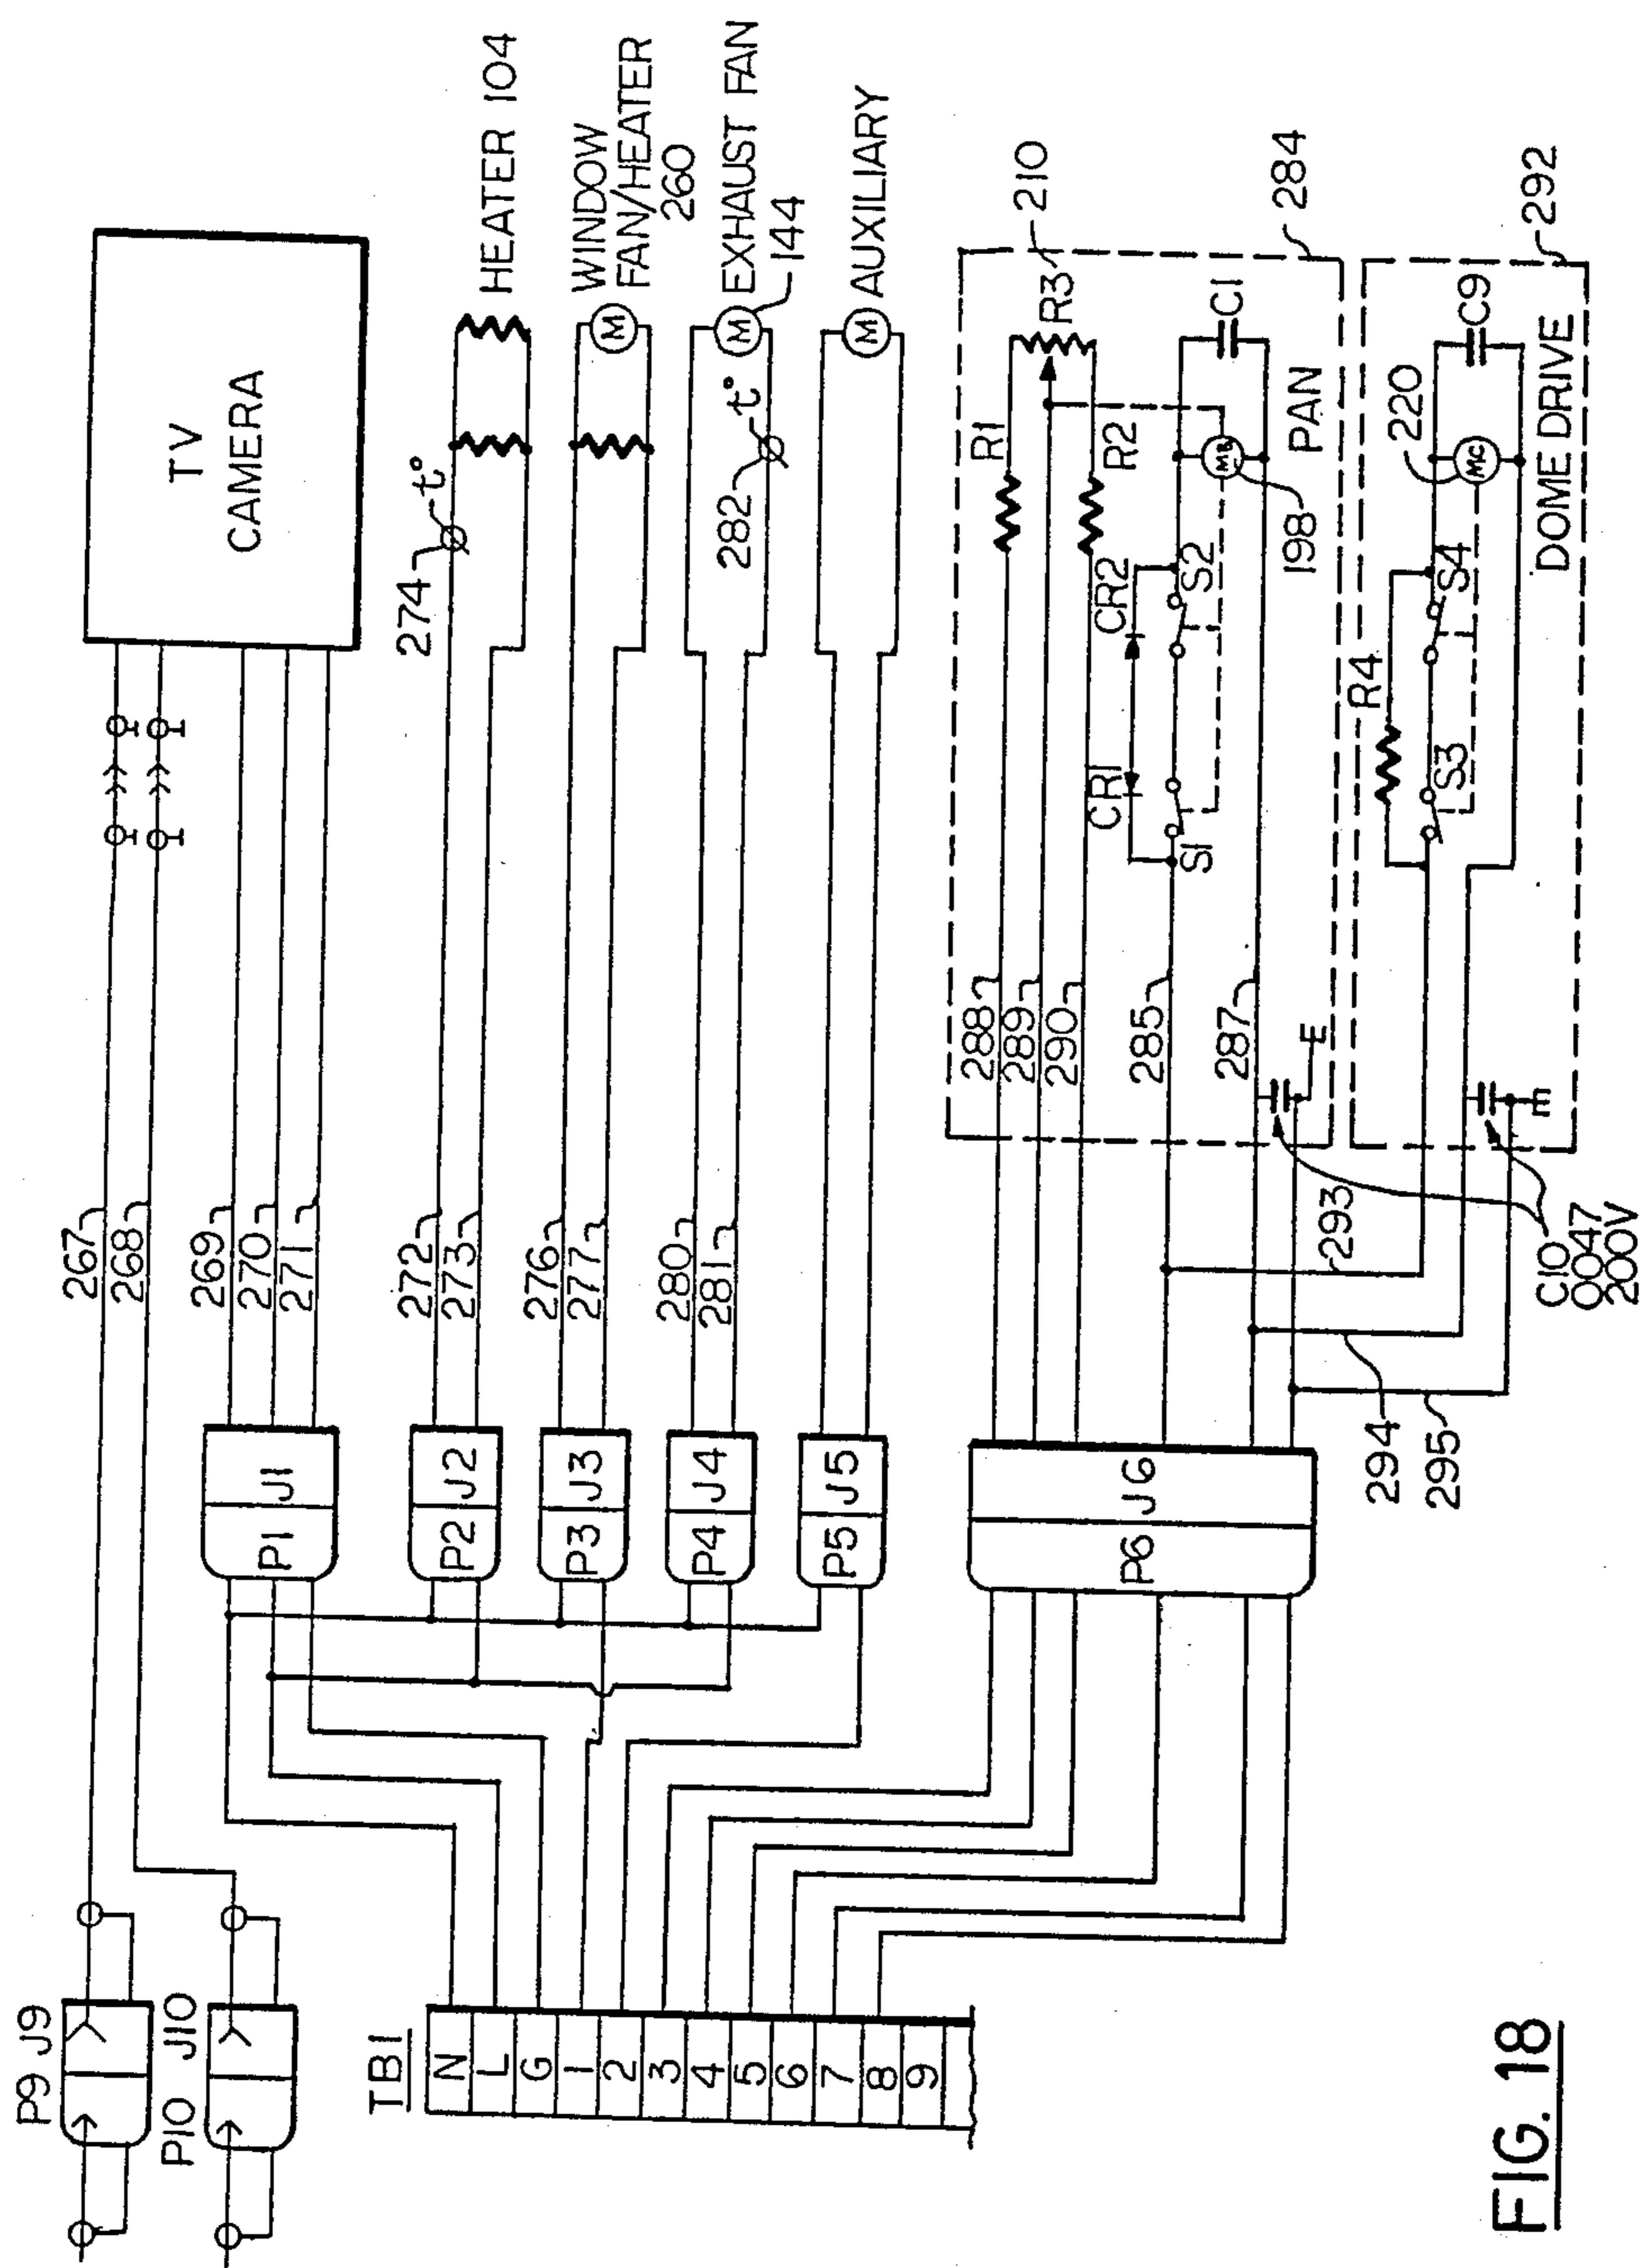 P9 J9
P10 J10
TB1
N
L
G
1
2
3
4
5
6
7
8
9
267
268
269
270
271
272
273
276
277
280
281
P1 J1
P2 J2
P3 J3
P4 J4
P5 J5
P6 J6
TV
CAMERA
274
t°
HEATER 104
WINDOW
FAN/HEATER
260
M
282
t°
M
EXHAUST FAN
144
M
AUXILIARY
288
289
290
285
287
R1
R2
R3
210
CR1
CR2
S1
S2
MB
198
C1
PAN
284
E
293
294
295
C10
.0047
200V
R4
S3
S4
220
MC
C9
DOME DRIVE
292
E
FIG. 18